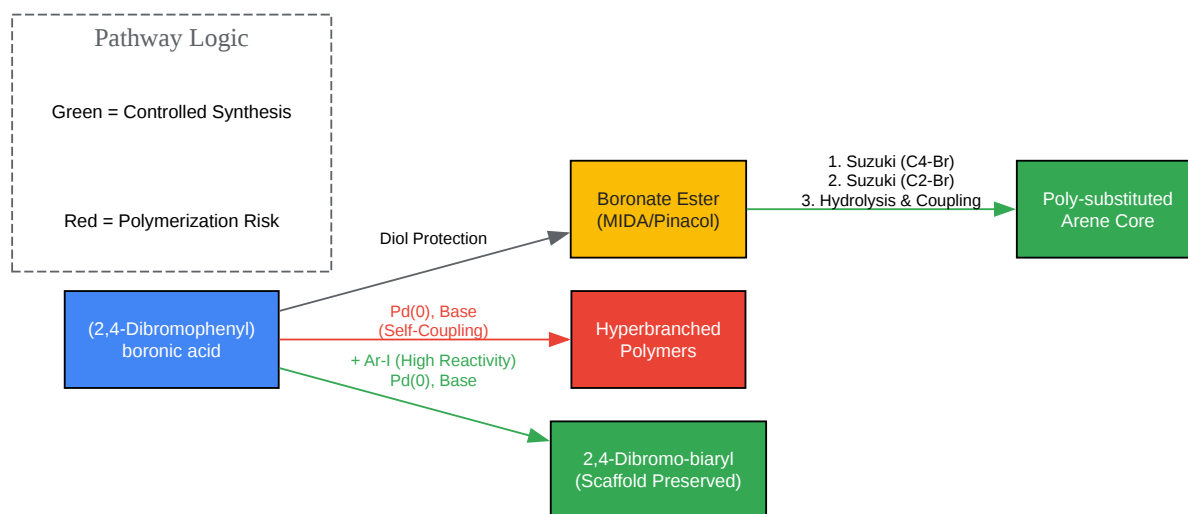 Pathway Logic
Green = Controlled Synthesis
Red = Polymerization Risk
(2,4-Dibromophenyl)
boronic acid
Diol Protection
Pd(0), Base
(Self-Coupling)
+ Ar-I (High Reactivity)
Pd(0), Base
Boronate Ester
(MIDA/Pinacol)
Hyperbranched
Polymers
2,4-Dibromo-biaryl
(Scaffold Preserved)
1. Suzuki (C4-Br)
2. Suzuki (C2-Br)
3. Hydrolysis & Coupling
Poly-substituted
Arene Core